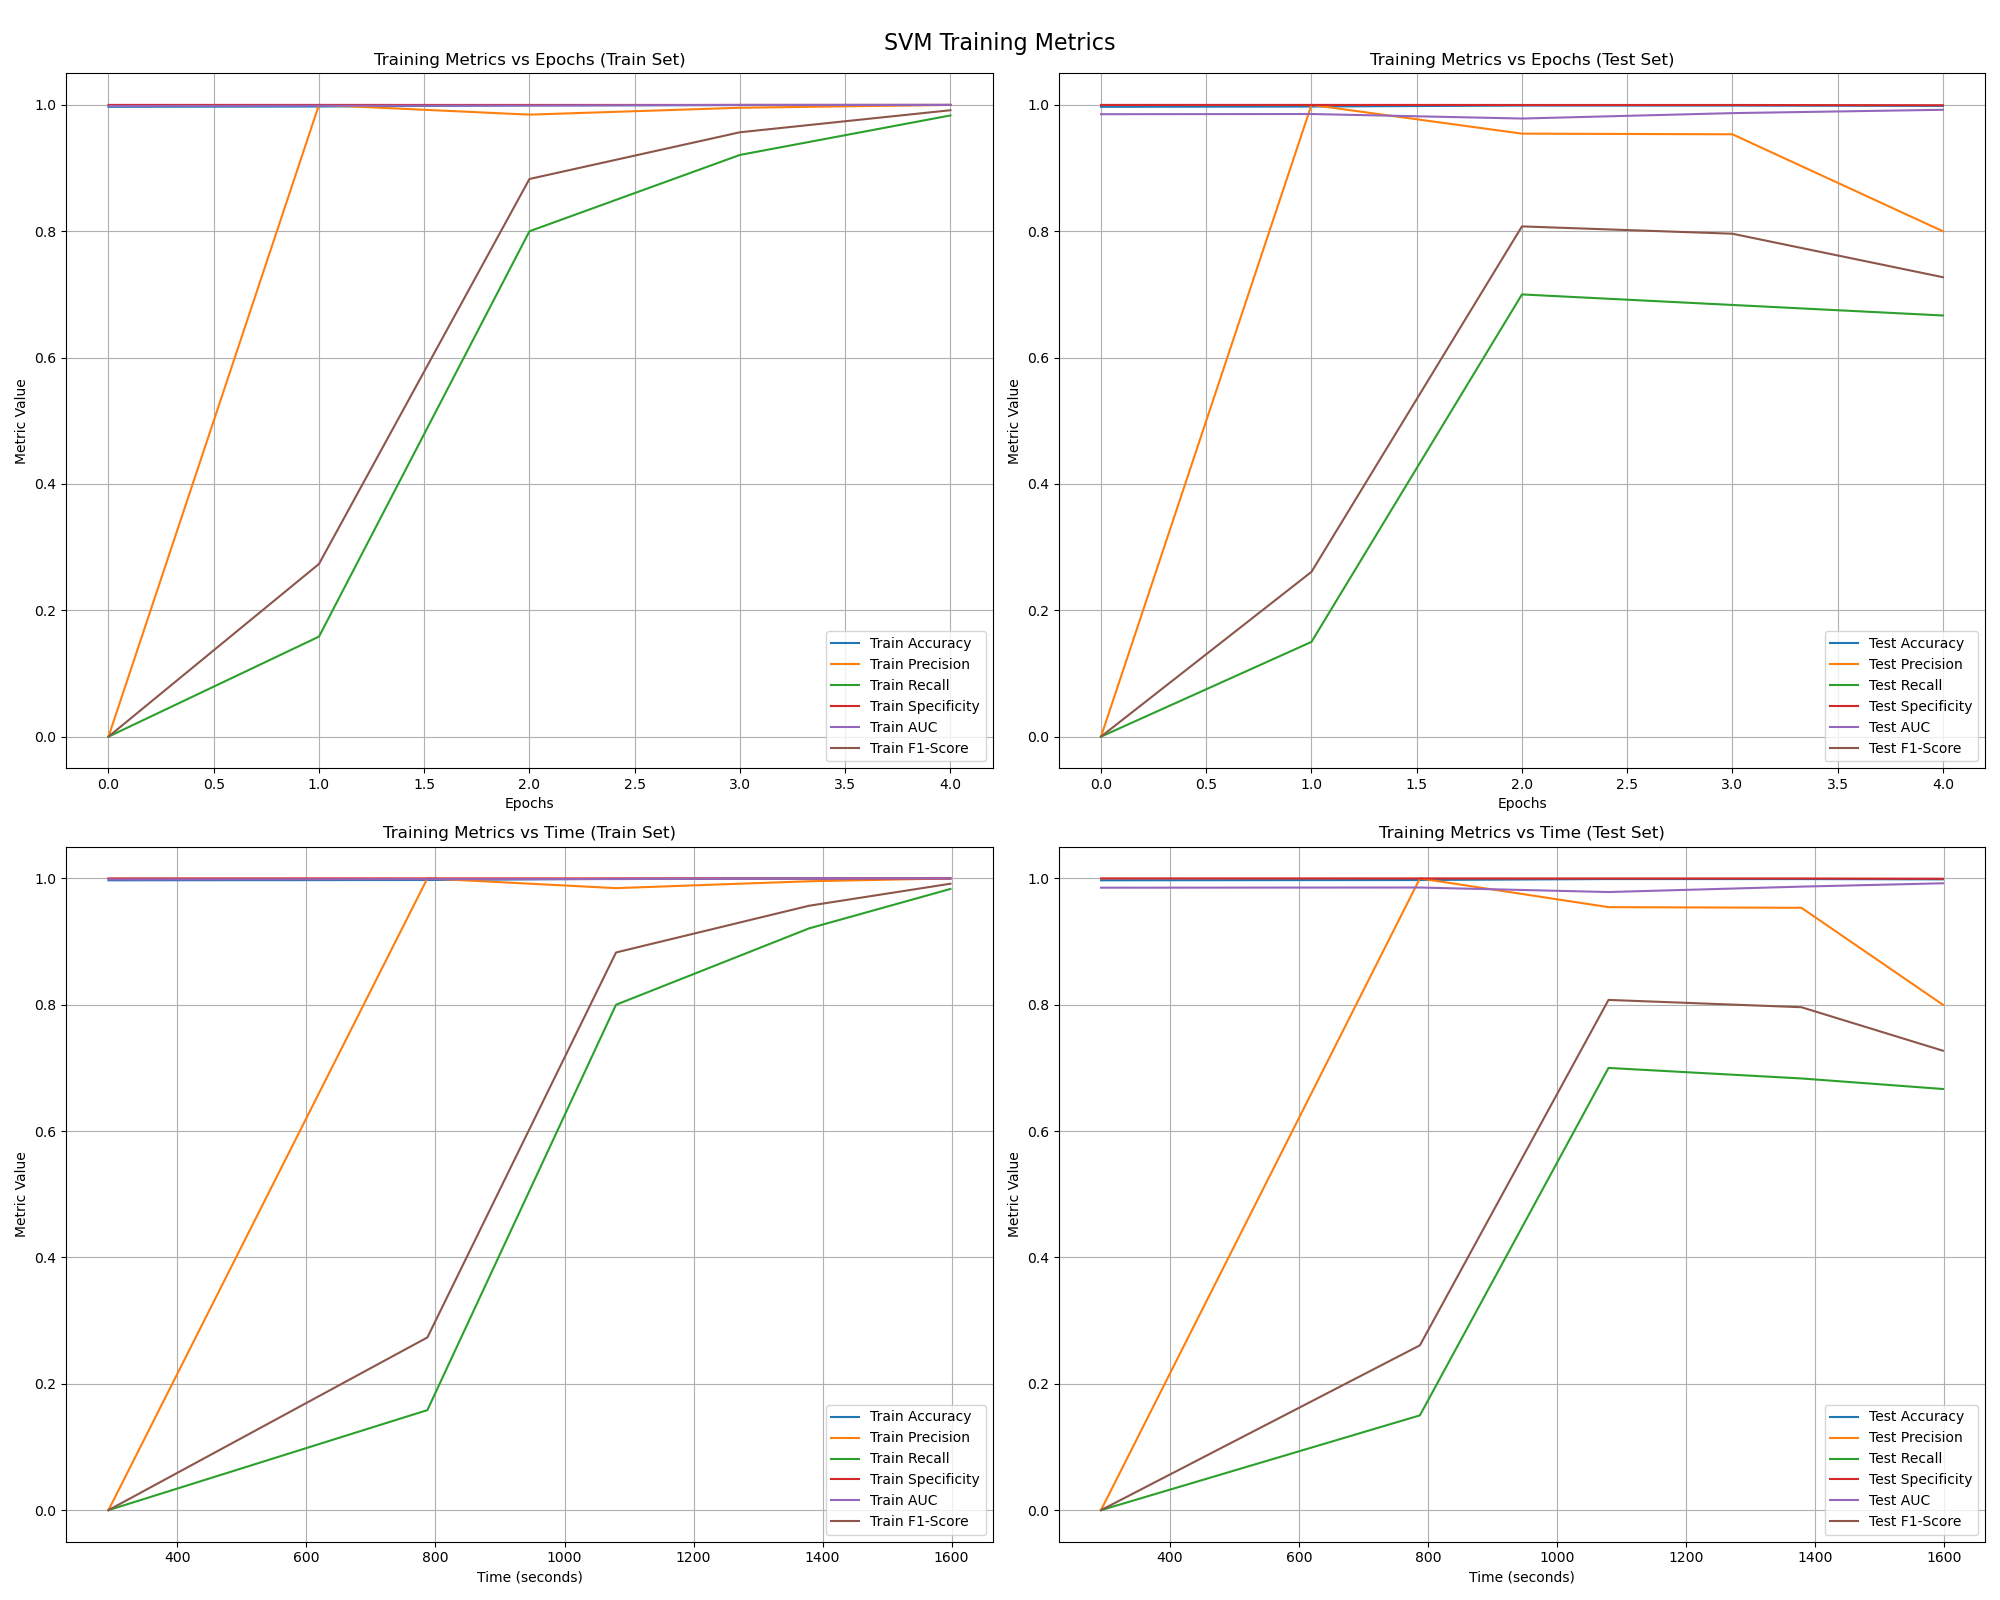 SVM Training Metrics
Training Metrics vs Epochs (Train Set)
1.0
0.8
0.6
0.4
0.2
0.0
Metric Value
0.0 0.5 1.0 1.5 2.0 2.5 3.0 3.5 4.0
Epochs
Train Accuracy
Train Precision
Train Recall
Train Specificity
Train AUC
Train F1-Score
Training Metrics vs Epochs (Test Set)
1.0
0.8
0.6
0.4
0.2
0.0
Metric Value
0.0 0.5 1.0 1.5 2.0 2.5 3.0 3.5 4.0
Epochs
Test Accuracy
Test Precision
Test Recall
Test Specificity
Test AUC
Test F1-Score
Training Metrics vs Time (Train Set)
1.0
0.8
0.6
0.4
0.2
0.0
Metric Value
400 600 800 1000 1200 1400 1600
Time (seconds)
Train Accuracy
Train Precision
Train Recall
Train Specificity
Train AUC
Train F1-Score
Training Metrics vs Time (Test Set)
1.0
0.8
0.6
0.4
0.2
0.0
Metric Value
400 600 800 1000 1200 1400 1600
Time (seconds)
Test Accuracy
Test Precision
Test Recall
Test Specificity
Test AUC
Test F1-Score